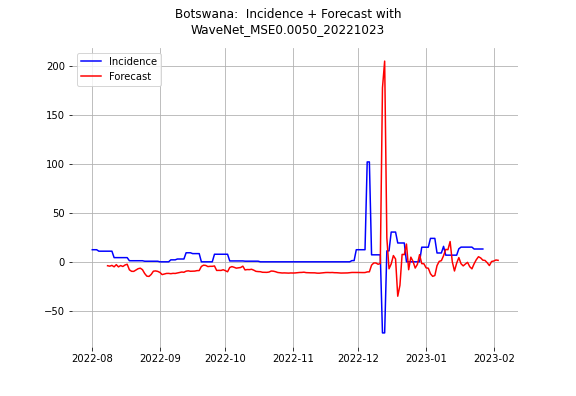 Botswana:  Incidence + Forecast with
WaveNet_MSE0.0050_20221023
Incidence
Forecast
200
150
100
50
0
−50
2022-08 2022-09 2022-10 2022-11 2022-12 2023-01 2023-02